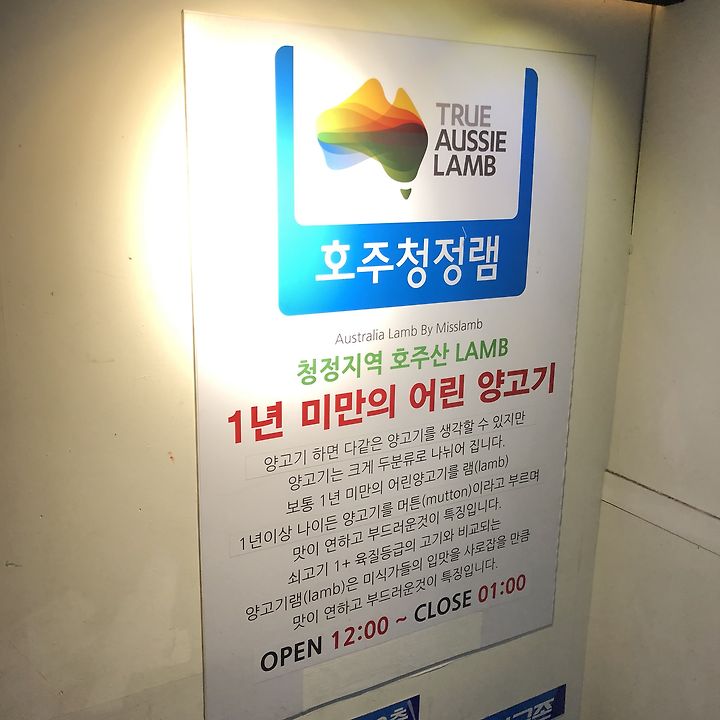 TRUE
AUSSIE
LAMB
호주청정램
Australia Lamb By Misslamb
청정지역 호주산 LAMB
1년 미만의 어린 양고기
양고기 하면 다같은 양고기를 생각할 수 있지만
양고기는 크게 두분류로 나뉘어 집니다.
보통 1년 미만의 어린양고기를 램(lamb)
1년이상 나이든 양고기를 머튼(mutton)이라고 부르며
맛이 연하고 부드러운것이 특징입니다.
쇠고기 1+ 육질등급의 고기와 비교되는
양고기램(lamb)은 미식가들의 입맛을 사로잡을 만큼
맛이 연하고 부드러운것이 특징입니다.
OPEN 12:00 ~ CLOSE 01:00